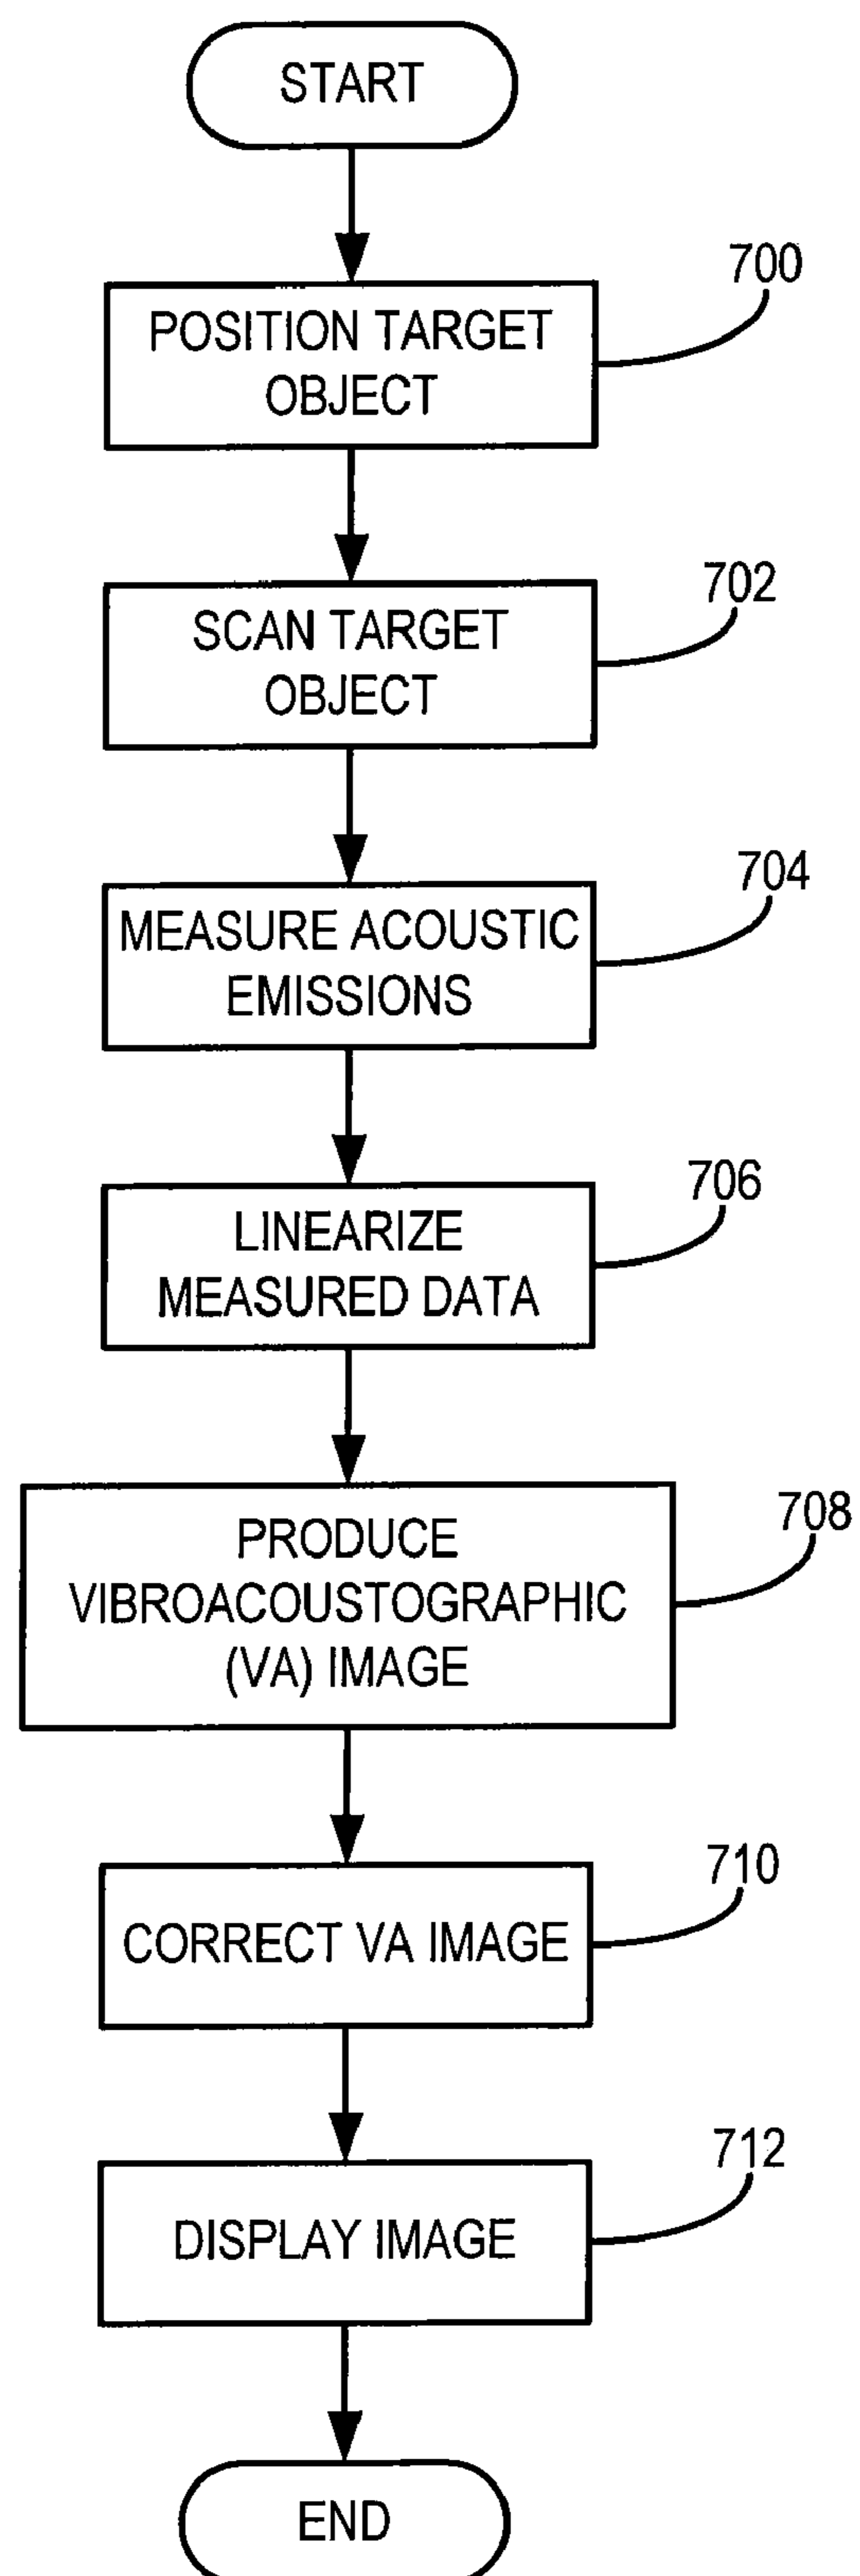 START
700
POSITION TARGET
OBJECT
702
SCAN TARGET
OBJECT
704
MEASURE ACOUSTIC
EMISSIONS
706
LINEARIZE
MEASURED DATA
708
PRODUCE
VIBROACOUSTOGRAPHIC
(VA) IMAGE
710
CORRECT VA IMAGE
712
DISPLAY IMAGE
END